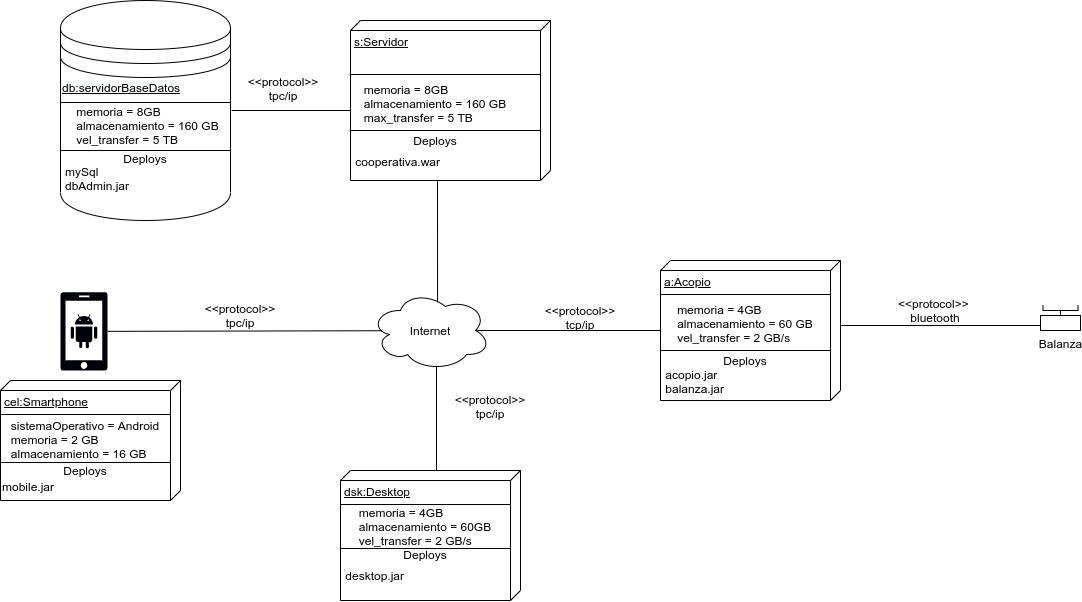 db:servidorBaseDatos
memoria = 8GB
almacenamiento = 160 GB
vel_transfer = 5 TB
Deploys
mySql
dbAdmin.jar
<<protocol>>
tpc/ip
s:Servidor
memoria = 8GB
almacenamiento = 160 GB
max_transfer = 5 TB
Deploys
cooperativa.war
<<protocol>>
tpc/ip
Internet
<<protocol>>
tcp/ip
a:Acopio
memoria = 4GB
almacenamiento = 60 GB
vel_transfer = 2 GB/s
Deploys
acopio.jar
balanza.jar
<<protocol>>
bluetooth
Balanza
cel:Smartphone
sistemaOperativo = Android
memoria = 2 GB
almacenamiento = 16 GB
Deploys
mobile.jar
<<protocol>>
tpc/ip
dsk:Desktop
memoria = 4GB
almacenamiento = 60GB
vel_transfer = 2 GB/s
Deploys
desktop.jar